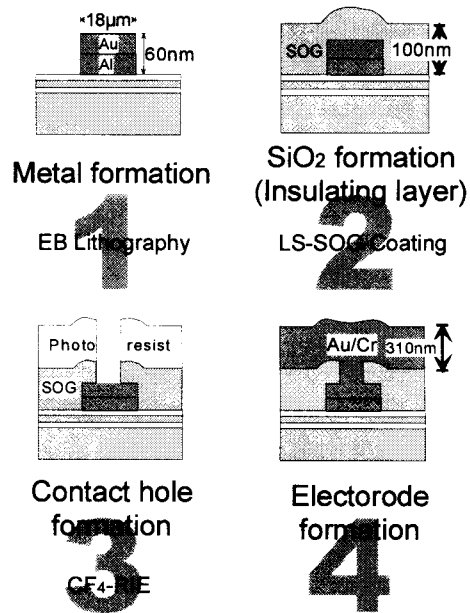 18μm
Au
Al
60nm
Metal formation
1
EB Lithography
SOG
100nm
SiO₂ formation
(Insulating layer)
2
LS-SOG Coating
Photo resist
SOG
Contact hole
formation
3
CF₄-RIE
Au/Cr
310nm
Electorode
formation
4